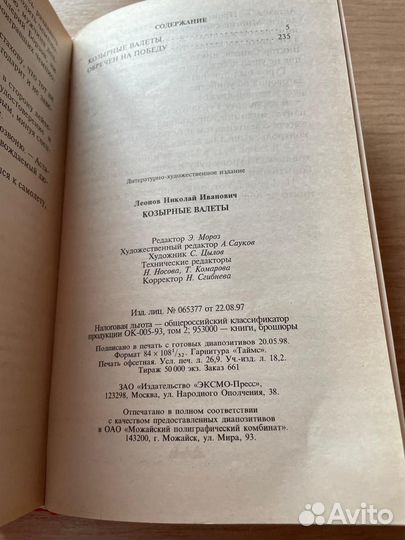 СОДЕРЖАНИЕ
КОЗЫРНЫЕ ВАЛЕТЫ 5
ОБРЕЧЕН НА ПОБЕДУ 235
Литературно-художественное издание
Леонов Николай Иванович
КОЗЫРНЫЕ ВАЛЕТЫ
Редактор Э. Мороз
Художественный редактор А. Сауков
Художник С. Цылов
Технические редакторы
Н. Носова, Т. Комарова
Корректор Н. Сгибнева
Изд. лиц. № 065377 от 22.08.97
Налоговая льгота — общероссийский классификатор
продукции ОК-005-93, том 2; 953000 — книги, брошюры
Подписано в печать с готовых диапозитивов 20.05.98.
Формат 84 × 108 1/32. Гарнитура «Таймс».
Печать офсетная. Усл. печ. л. 26,9. Уч.-изд. л. 18,2.
Тираж 50 000 экз. Заказ 661
ЗАО «Издательство «ЭКСМО-Пресс»,
123298, Москва, ул. Народного Ополчения, 38.
Отпечатано в полном соответствии
с качеством предоставленных диапозитивов
в ОАО «Можайский полиграфический комбинат».
143200, г. Можайск, ул. Мира, 93.
Avito